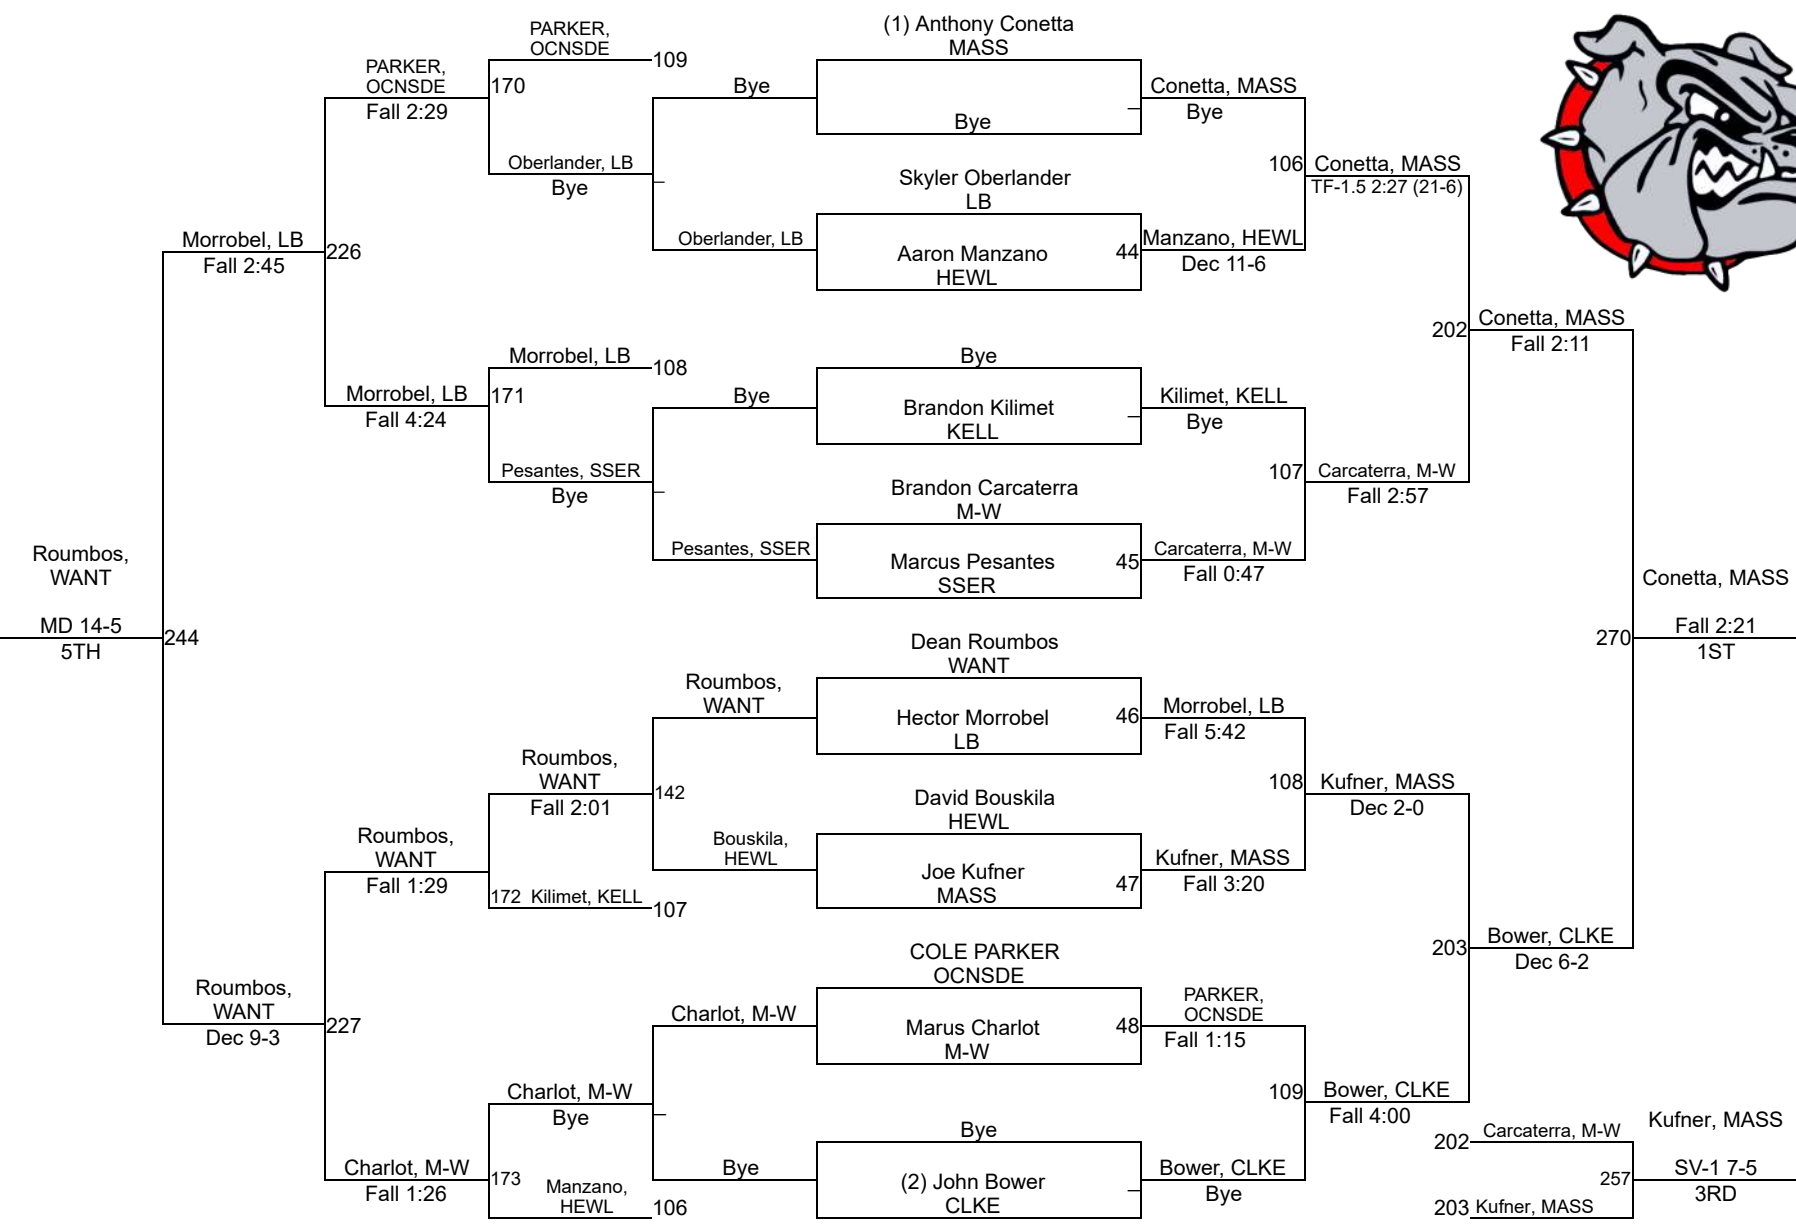 (1) Anthony Conetta
MASS
PARKER,
OCNSDE
109
PARKER,
OCNSDE
170
Bye
Conetta, MASS
Fall 2:29
Bye
Bye
Oberlander, LB
Bye
106
Conetta, MASS
TF-1.5 2:27 (21-6)
Skyler Oberlander
LB
Morrobel, LB
Fall 2:45
226
Oberlander, LB
Aaron Manzano
HEWL
44
Manzano, HEWL
Dec 11-6
202
Conetta, MASS
Fall 2:11
Morrobel, LB
108
Bye
Morrobel, LB
Fall 4:24
171
Bye
Brandon Kilimet
KELL
Kilimet, KELL
Bye
Pesantes, SSER
Bye
107
Carcaterra, M-W
Fall 2:57
Brandon Carcaterra
M-W
Pesantes, SSER
Marcus Pesantes
SSER
45
Carcaterra, M-W
Fall 0:47
Roumbos,
WANT
MD 14-5
5TH
244
Conetta, MASS
270
Fall 2:21
1ST
Dean Roumbos
WANT
Roumbos,
WANT
Hector Morrobel
LB
46
Morrobel, LB
Fall 5:42
Roumbos,
WANT
Fall 2:01
142
108
Kufner, MASS
Dec 2-0
David Bouskila
HEWL
Roumbos,
WANT
Fall 1:29
Bouskila,
HEWL
Joe Kufner
MASS
47
Kufner, MASS
Fall 3:20
172 Kilimet, KELL
107
203
Bower, CLKE
Dec 6-2
COLE PARKER
OCNSDE
Roumbos,
WANT
Dec 9-3
227
Charlot, M-W
Marus Charlot
M-W
48
PARKER,
OCNSDE
Fall 1:15
Charlot, M-W
Bye
109
Bower, CLKE
Fall 4:00
Bye
Charlot, M-W
Fall 1:26
173
Bye
(2) John Bower
CLKE
Bower, CLKE
Bye
Manzano,
HEWL
106
202
Carcaterra, M-W
Kufner, MASS
257
SV-1 7-5
3RD
203 Kufner, MASS